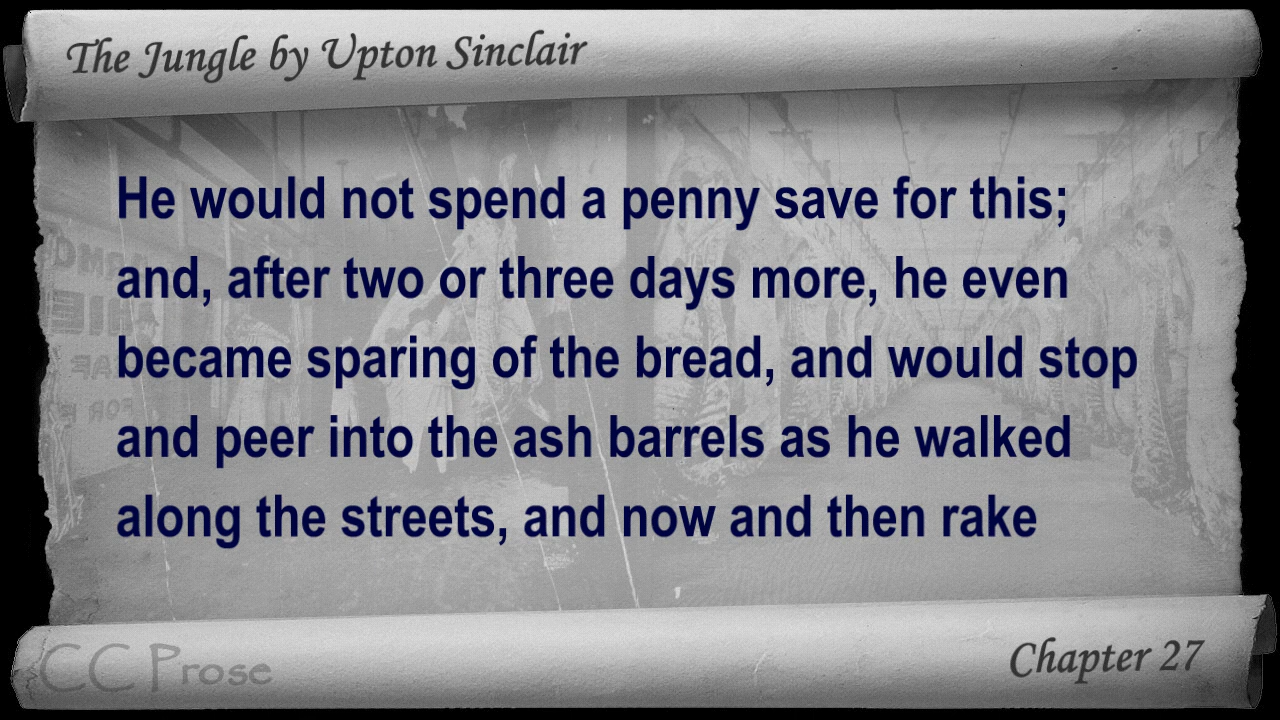 The Jungle by Upton Sinclair
He would not spend a penny save for this;
and, after two or three days more, he even
became sparing of the bread, and would stop
and peer into the ash barrels as he walked
along the streets, and now and then rake
CC Prose
Chapter 27